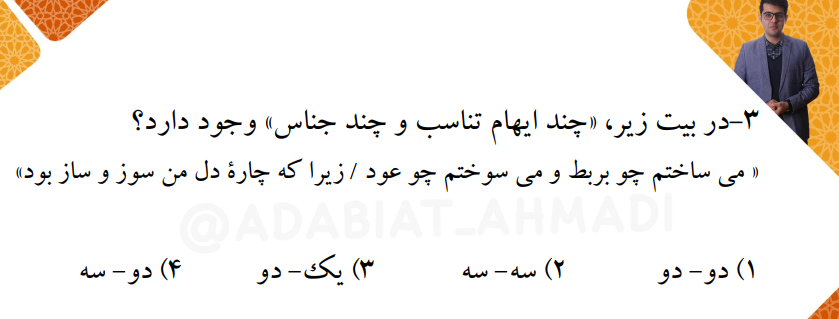 ۳-در بیت زیر، «چند ایهام تناسب و چند جناس» وجود دارد؟
« می ساختم چو بربط و می سوختم چو عود / زیرا که چارهٔ دل من سوز و ساز بود»
@ADABIAT_AHMADI
۱) دو- دو ۲) سه- سه ۳) یک- دو ۴) دو- سه